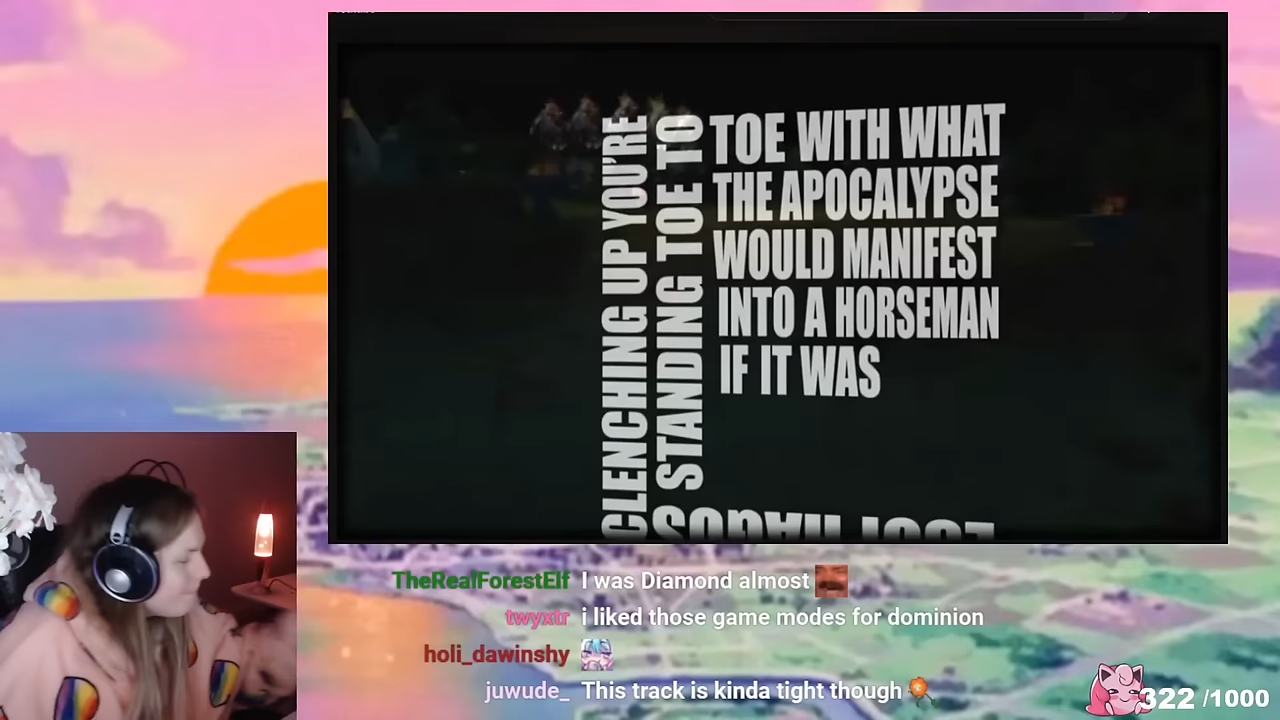 CLENCHING UP YOU'RE
STANDING TOE TO
TOE WITH WHAT
THE APOCALYPSE
WOULD MANIFEST
INTO A HORSEMAN
IF IT WAS
TheRealForestElf I was Diamond almost
twyxtr i liked those game modes for dominion
holi_dawinshy
juwude_ This track is kinda tight though
322 /1000